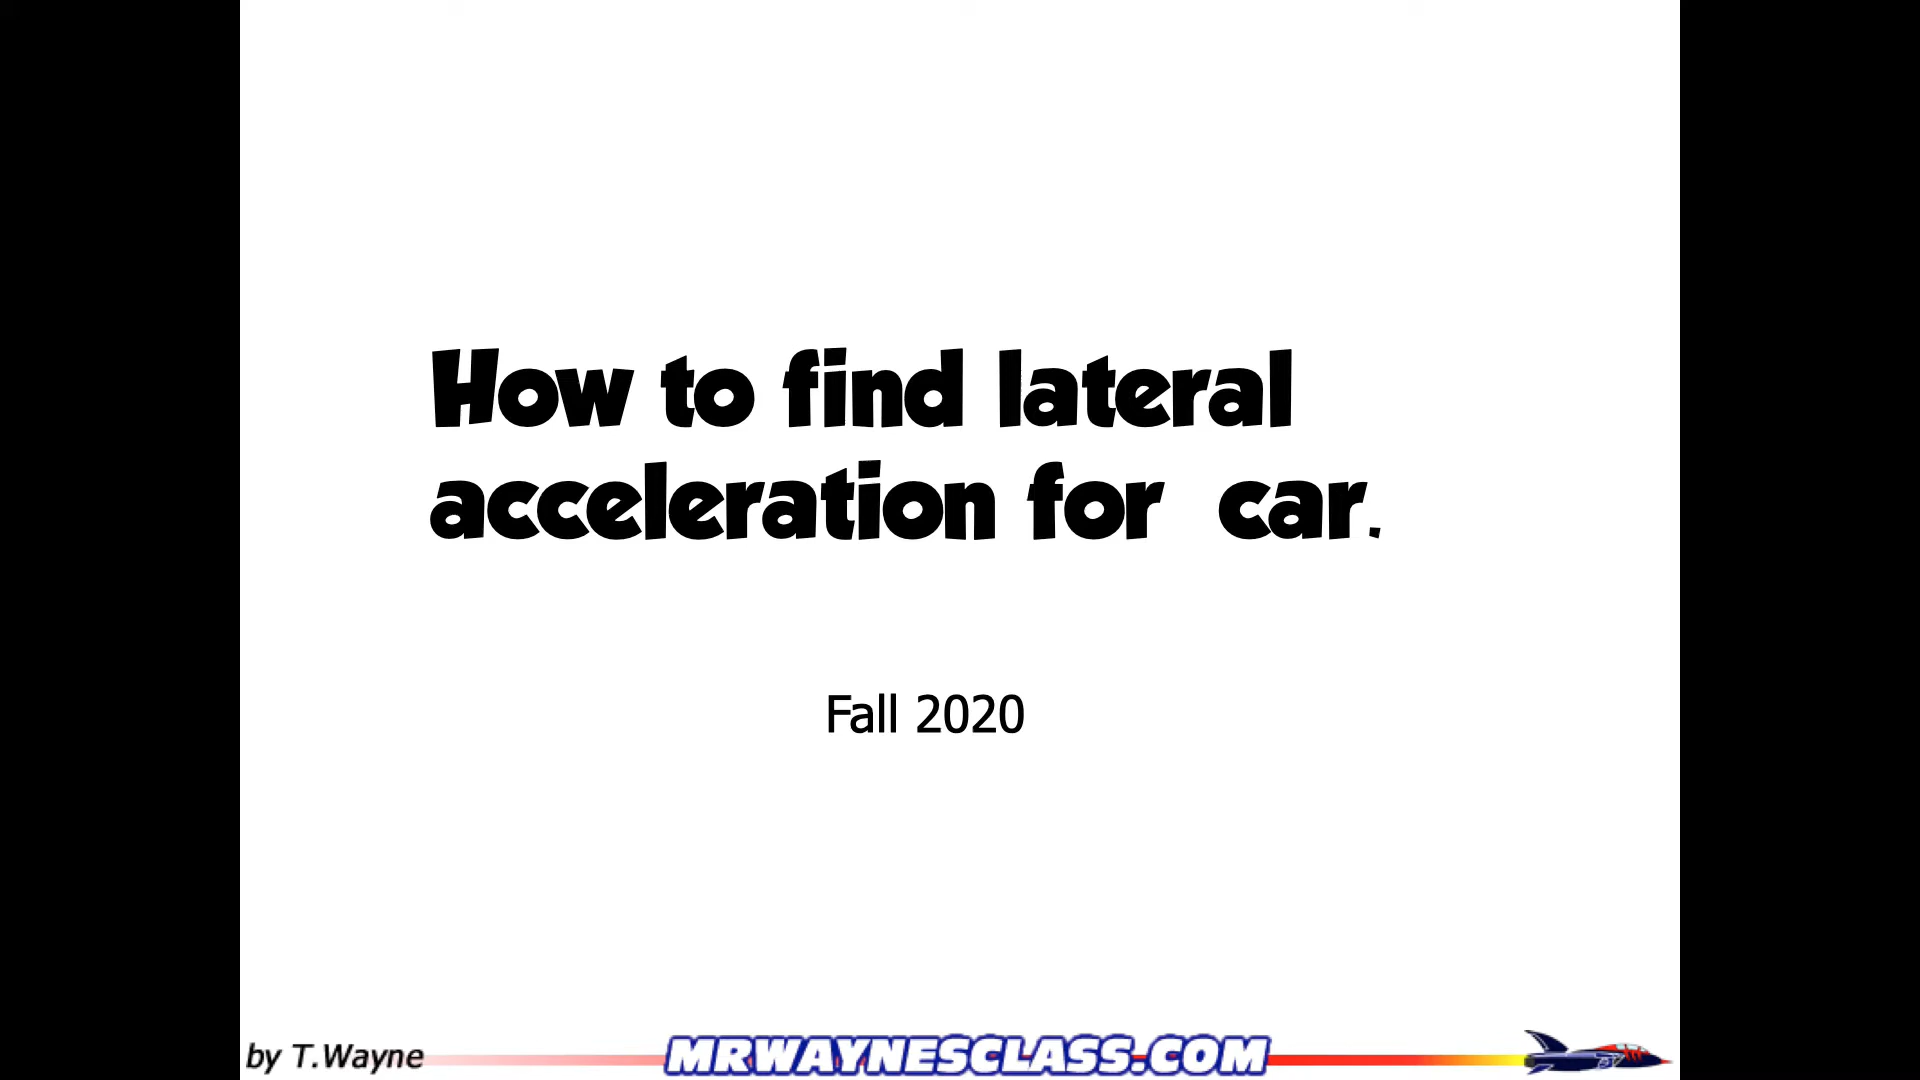 How to find lateral
acceleration for  car.
Fall 2020
by T.Wayne
MRWAYNESCLASS.COM